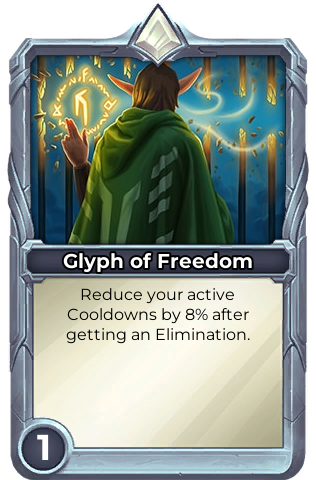 Glyph of Freedom
Reduce your active
Cooldowns by 8% after
getting an Elimination.
1